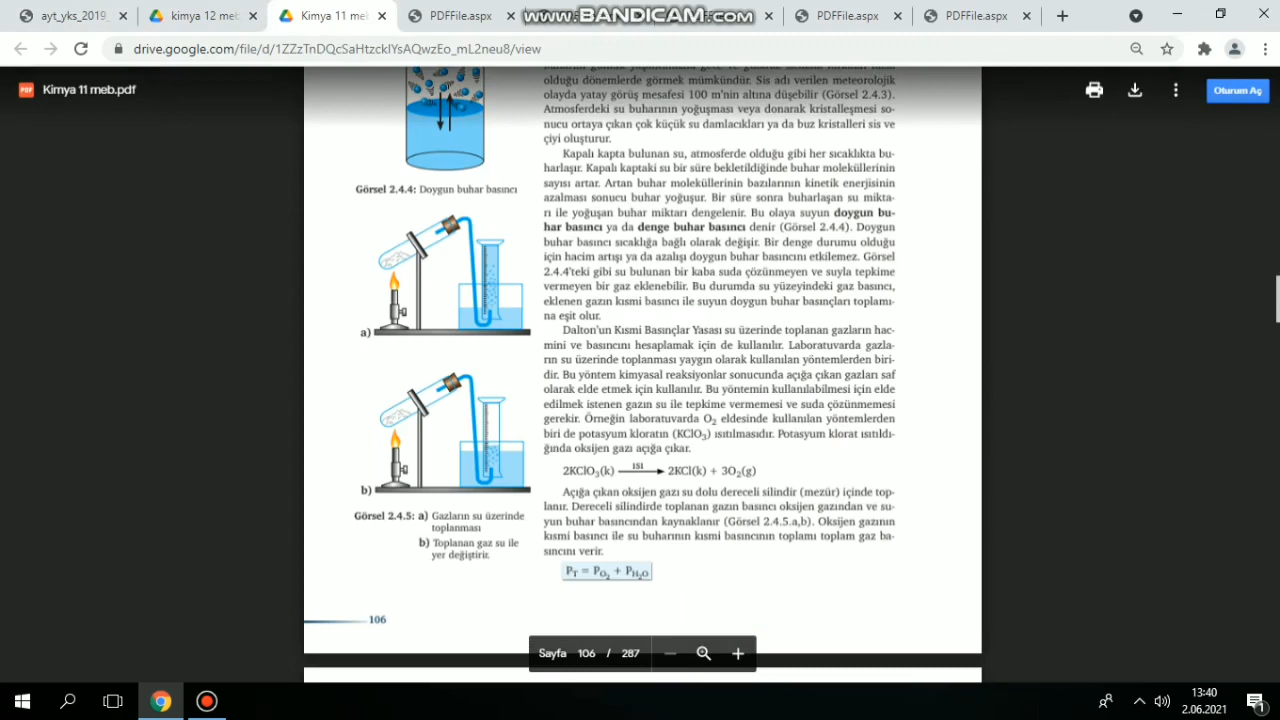 ayt_yks_2019_
kimya 12 meb
Kimya 11 meb
PDFFile.aspx
www.BANDICAM.com
PDFFile.aspx
PDFFile.aspx
drive.google.com/file/d/1ZZzTnDQcSaHtzckIYsAQwzEo_mL2neu8/view
PDF
Kimya 11 meb.pdf
Oturum Aç
olduğu dönemlerde görmek mümkündür. Sis adı verilen meteorolojik
olayda yatay görüş mesafesi 100 m'nin altına düşebilir (Görsel 2.4.3).
Atmosferdeki su buharının yoğuşması veya donarak kristalleşmesi so-
nucu ortaya çıkan çok küçük su damlacıkları ya da buz kristalleri sis ve
çiyi oluşturur.
Kapalı kapta bulunan su, atmosferde olduğu gibi her sıcaklıkta bu-
harlaşır. Kapalı kaptaki su bir süre bekletildiğinde buhar moleküllerinin
sayısı artar. Artan buhar moleküllerinin bazılarının kinetik enerjisinin
azalması sonucu buhar yoğuşur. Bir süre sonra buharlaşan su mikta-
rı ile yoğuşan buhar miktarı dengelenir. Bu olaya suyun doygun bu-
har basıncı ya da denge buhar basıncı denir (Görsel 2.4.4). Doygun
buhar basıncı sıcaklığa bağlı olarak değişir. Bir denge durumu olduğu
için hacim artışı ya da azalışı doygun buhar basıncını etkilemez. Görsel
2.4.4'teki gibi su bulunan bir kaba suda çözünmeyen ve suyla tepkime
vermeyen bir gaz eklenebilir. Bu durumda su yüzeyindeki gaz basıncı,
eklenen gazın kısmi basıncı ile suyun doygun buhar basınçları toplamı-
na eşit olur.
Dalton'un Kısmi Basınçlar Yasası su üzerinde toplanan gazların hac-
mini ve basıncını hesaplamak için de kullanılır. Laboratuvarda gazla-
rın su üzerinde toplanması yaygın olarak kullanılan yöntemlerden biri-
dir. Bu yöntem kimyasal reaksiyonlar sonucunda açığa çıkan gazları saf
olarak elde etmek için kullanılır. Bu yöntemin kullanılabilmesi için elde
edilmek istenen gazın su ile tepkime vermemesi ve suda çözünmemesi
gerekir. Örneğin laboratuvarda O₂ eldesinde kullanılan yöntemlerden
biri de potasyum kloratın (KClO₃) ısıtılmasıdır. Potasyum klorat ısıtıldı-
ğında oksijen gazı açığa çıkar.
ISI
2KClO₃(k) → 2KCl(k) + 3O₂(g)
Açığa çıkan oksijen gazı su dolu dereceli silindir (mezür) içinde top-
lanır. Dereceli silindirde toplanan gazın basıncı oksijen gazından ve su-
yun buhar basıncından kaynaklanır (Görsel 2.4.5.a,b). Oksijen gazının
kısmi basıncı ile su buharının kısmi basıncının toplamı toplam gaz ba-
sıncını verir.
P_T = P_O₂ + P_H₂O
Görsel 2.4.4: Doygun buhar basıncı
a)
b)
Görsel 2.4.5: a) Gazların su üzerinde
toplanması
b) Toplanan gaz su ile
yer değiştirir.
106
Sayfa 106 / 287
13:40
2.06.2021
1